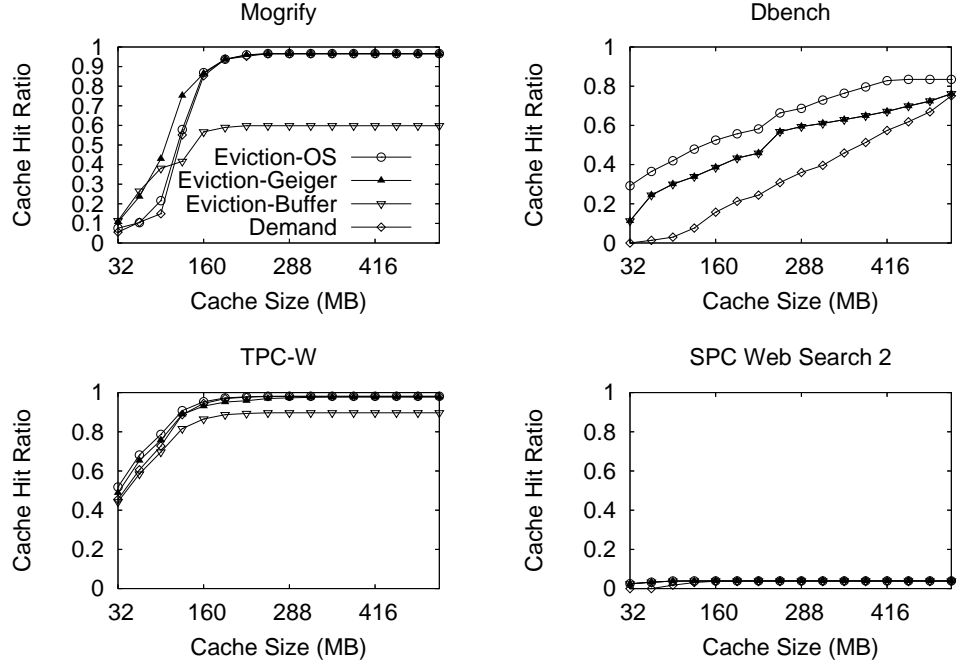 Mogrify
Cache Hit Ratio
1
0.9
0.8
0.7
0.6
0.5
0.4
0.3
0.2
0.1
0
Eviction-OS
Eviction-Geiger
Eviction-Buffer
Demand
32 160 288 416
Cache Size (MB)
Dbench
Cache Hit Ratio
1
0.8
0.6
0.4
0.2
0
32 160 288 416
Cache Size (MB)
TPC-W
Cache Hit Ratio
1
0.8
0.6
0.4
0.2
0
32 160 288 416
Cache Size (MB)
SPC Web Search 2
Cache Hit Ratio
1
0.8
0.6
0.4
0.2
0
32 160 288 416
Cache Size (MB)